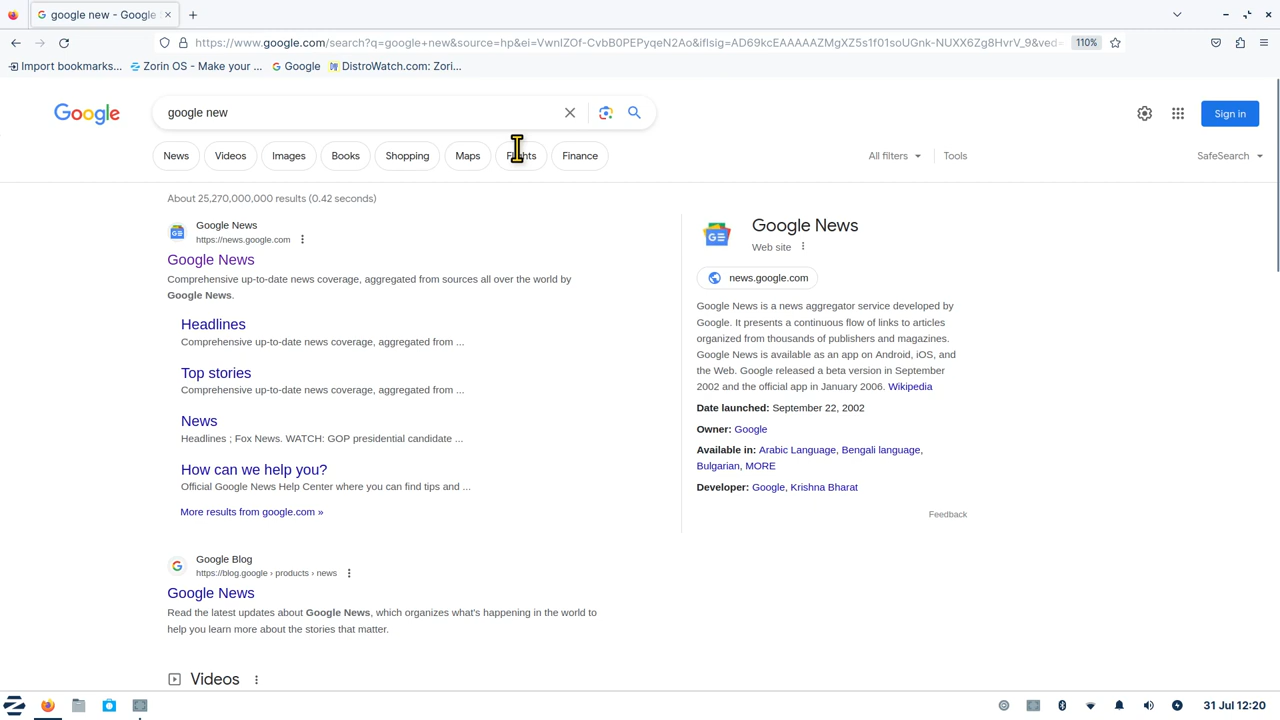 google new - Google
https://www.google.com/search?q=google+new&source=hp&ei=VwnIZOf-CvbB0PEPyqeN2Ao&iflsig=AD69kcEAAAAAZMgXZ5s1f01soUGnk-NUXX6Zg8HvrV_9&ved=
110%
Import bookmarks...
Zorin OS - Make your ...
Google
DistroWatch.com: Zori...
Google
google new
Sign in
News
Videos
Images
Books
Shopping
Maps
Flights
Finance
All filters
Tools
SafeSearch
About 25,270,000,000 results (0.42 seconds)
Google News
https://news.google.com
Google News
Comprehensive up-to-date news coverage, aggregated from sources all over the world by
Google News.
Headlines
Comprehensive up-to-date news coverage, aggregated from ...
Top stories
Comprehensive up-to-date news coverage, aggregated from ...
News
Headlines ; Fox News. WATCH: GOP presidential candidate ...
How can we help you?
Official Google News Help Center where you can find tips and ...
More results from google.com »
Google Blog
https://blog.google › products › news
Google News
Read the latest updates about Google News, which organizes what's happening in the world to
help you learn more about the stories that matter.
Videos
Google News
Web site
news.google.com
Google News is a news aggregator service developed by
Google. It presents a continuous flow of links to articles
organized from thousands of publishers and magazines.
Google News is available as an app on Android, iOS, and
the Web. Google released a beta version in September
2002 and the official app in January 2006. Wikipedia
Date launched: September 22, 2002
Owner: Google
Available in: Arabic Language, Bengali language,
Bulgarian, MORE
Developer: Google, Krishna Bharat
Feedback
31 Jul 12:20